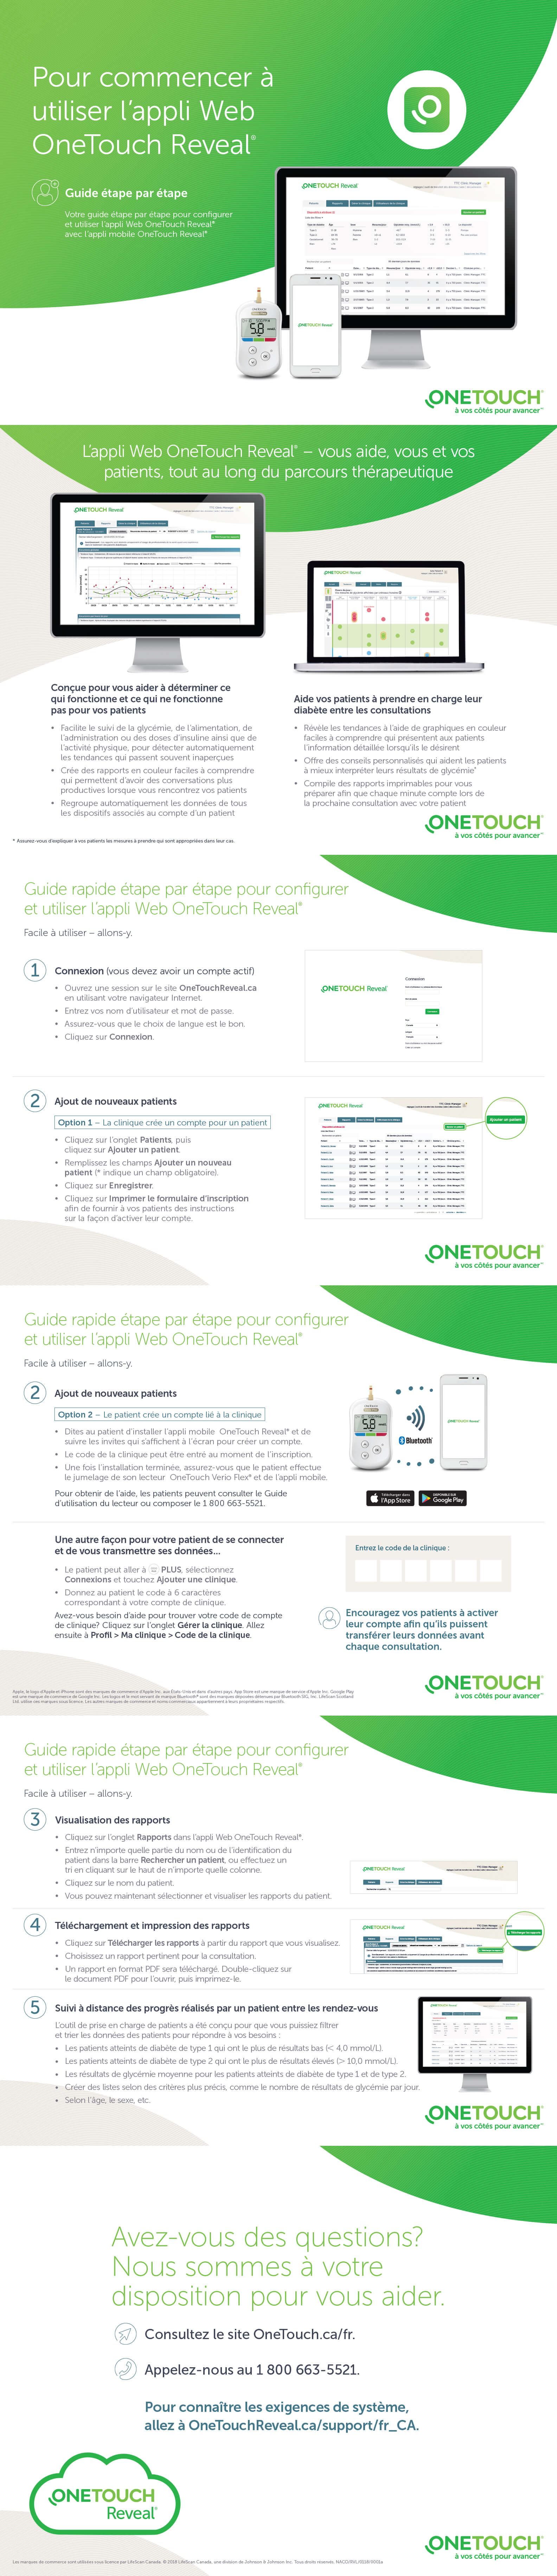 Pour commencer à
utiliser l'appli Web
OneTouch Reveal®
Guide étape par étape
Votre guide étape par étape pour configurer
et utiliser l'appli Web OneTouch Reveal®
avec l'appli mobile OneTouch Reveal®
ONETOUCH Reveal®
5.8
ONETOUCH Reveal®
ONETOUCH®
à vos côtés pour avancer™
L'appli Web OneTouch Reveal® – vous aide, vous et vos
patients, tout au long du parcours thérapeutique
ONETOUCH Reveal
ONETOUCH Reveal
Conçue pour vous aider à déterminer ce
qui fonctionne et ce qui ne fonctionne
pas pour vos patients
• Facilite le suivi de la glycémie, de l'alimentation, de
l'administration ou des doses d'insuline ainsi que de
l'activité physique, pour détecter automatiquement
les tendances qui passent souvent inaperçues
• Crée des rapports en couleur faciles à comprendre
qui permettent d'avoir des conversations plus
productives lorsque vous rencontrez vos patients
• Regroupe automatiquement les données de tous
les dispositifs associés au compte d'un patient
Aide vos patients à prendre en charge leur
diabète entre les consultations
• Révèle les tendances à l'aide de graphiques en couleur
faciles à comprendre qui présentent aux patients
l'information détaillée lorsqu'ils le désirent
• Offre des conseils personnalisés qui aident les patients
à mieux interpréter leurs résultats de glycémie*
• Compile des rapports imprimables pour vous
préparer afin que chaque minute compte lors de
la prochaine consultation avec votre patient
ONETOUCH®
à vos côtés pour avancer™
* Assurez-vous d'expliquer à vos patients les mesures à prendre qui sont appropriées dans leur cas.
Guide rapide étape par étape pour configurer
et utiliser l'appli Web OneTouch Reveal®
Facile à utiliser – allons-y.
1 Connexion (vous devez avoir un compte actif)
• Ouvrez une session sur le site OneTouchReveal.ca
en utilisant votre navigateur Internet.
• Entrez vos nom d'utilisateur et mot de passe.
• Assurez-vous que le choix de langue est le bon.
• Cliquez sur Connexion.
ONETOUCH Reveal®
Connexion
2 Ajout de nouveaux patients
Option 1 – La clinique crée un compte pour un patient
• Cliquez sur l'onglet Patients, puis
cliquez sur Ajouter un patient.
• Remplissez les champs Ajouter un nouveau
patient (* indique un champ obligatoire).
• Cliquez sur Enregistrer.
• Cliquez sur Imprimer le formulaire d'inscription
afin de fournir à vos patients des instructions
sur la façon d'activer leur compte.
ONETOUCH Reveal®
Ajouter un patient
ONETOUCH®
à vos côtés pour avancer™
Guide rapide étape par étape pour configurer
et utiliser l'appli Web OneTouch Reveal®
Facile à utiliser – allons-y.
2 Ajout de nouveaux patients
Option 2 – Le patient crée un compte lié à la clinique
• Dites au patient d'installer l'appli mobile OneTouch Reveal® et de
suivre les invites qui s'affichent à l'écran pour créer un compte.
• Le code de la clinique peut être entré au moment de l'inscription.
• Une fois l'installation terminée, assurez-vous que le patient effectue
le jumelage de son lecteur OneTouch Verio Flex® et de l'appli mobile.
Pour obtenir de l'aide, les patients peuvent consulter le Guide
d'utilisation du lecteur ou composer le 1 800 663-5521.
5.8
Bluetooth®
ONETOUCH Reveal®
Télécharger dans
l'App Store
DISPONIBLE SUR
Google Play
Une autre façon pour votre patient de se connecter
et de vous transmettre ses données...
• Le patient peut aller à PLUS, sélectionnez
Connexions et touchez Ajouter une clinique.
• Donnez au patient le code à 6 caractères
correspondant à votre compte de clinique.
Avez-vous besoin d'aide pour trouver votre code de compte
de clinique? Cliquez sur l'onglet Gérer la clinique. Allez
ensuite à Profil > Ma clinique > Code de la clinique.
Entrez le code de la clinique :
Encouragez vos patients à activer
leur compte afin qu'ils puissent
transférer leurs données avant
chaque consultation.
Apple, le logo d'Apple et iPhone sont des marques de commerce d'Apple Inc. aux États-Unis et dans d'autres pays. App Store est une marque de service d'Apple Inc. Google Play
est une marque de commerce de Google Inc. Les logos et le mot servant de marque Bluetooth® sont des marques déposées détenues par Bluetooth SIG, Inc. LifeScan Scotland
Ltd. utilise ces marques sous licence. Les autres marques de commerce et noms commerciaux appartiennent à leurs propriétaires respectifs.
ONETOUCH®
à vos côtés pour avancer™
Guide rapide étape par étape pour configurer
et utiliser l'appli Web OneTouch Reveal®
Facile à utiliser – allons-y.
3 Visualisation des rapports
• Cliquez sur l'onglet Rapports dans l'appli Web OneTouch Reveal®.
• Entrez n'importe quelle partie du nom ou de l'identification du
patient dans la barre Rechercher un patient, ou effectuez un
tri en cliquant sur le haut de n'importe quelle colonne.
• Cliquez sur le nom du patient.
• Vous pouvez maintenant sélectionner et visualiser les rapports du patient.
ONETOUCH Reveal
4 Téléchargement et impression des rapports
• Cliquez sur Télécharger les rapports à partir du rapport que vous visualisez.
• Choisissez un rapport pertinent pour la consultation.
• Un rapport en format PDF sera téléchargé. Double-cliquez sur
le document PDF pour l'ouvrir, puis imprimez-le.
ONETOUCH Reveal
5 Suivi à distance des progrès réalisés par un patient entre les rendez-vous
L'outil de prise en charge de patients a été conçu pour que vous puissiez filtrer
et trier les données des patients pour répondre à vos besoins :
• Les patients atteints de diabète de type 1 qui ont le plus de résultats bas (< 4,0 mmol/L).
• Les patients atteints de diabète de type 2 qui ont le plus de résultats élevés (> 10,0 mmol/L).
• Les résultats de glycémie moyenne pour les patients atteints de diabète de type 1 et de type 2.
• Créer des listes selon des critères plus précis, comme le nombre de résultats de glycémie par jour.
• Selon l'âge, le sexe, etc.
ONETOUCH®
à vos côtés pour avancer™
Avez-vous des questions?
Nous sommes à votre
disposition pour vous aider.
Consultez le site OneTouch.ca/fr.
Appelez-nous au 1 800 663-5521.
Pour connaître les exigences de système,
allez à OneTouchReveal.ca/support/fr_CA.
ONETOUCH
Reveal®
ONETOUCH®
à vos côtés pour avancer™